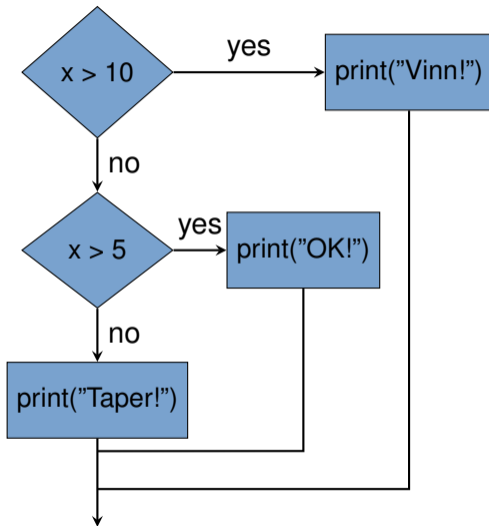 x > 10
yes
print(”Vinn!”)
no
x > 5
yes
print(”OK!”)
no
print(”Taper!”)